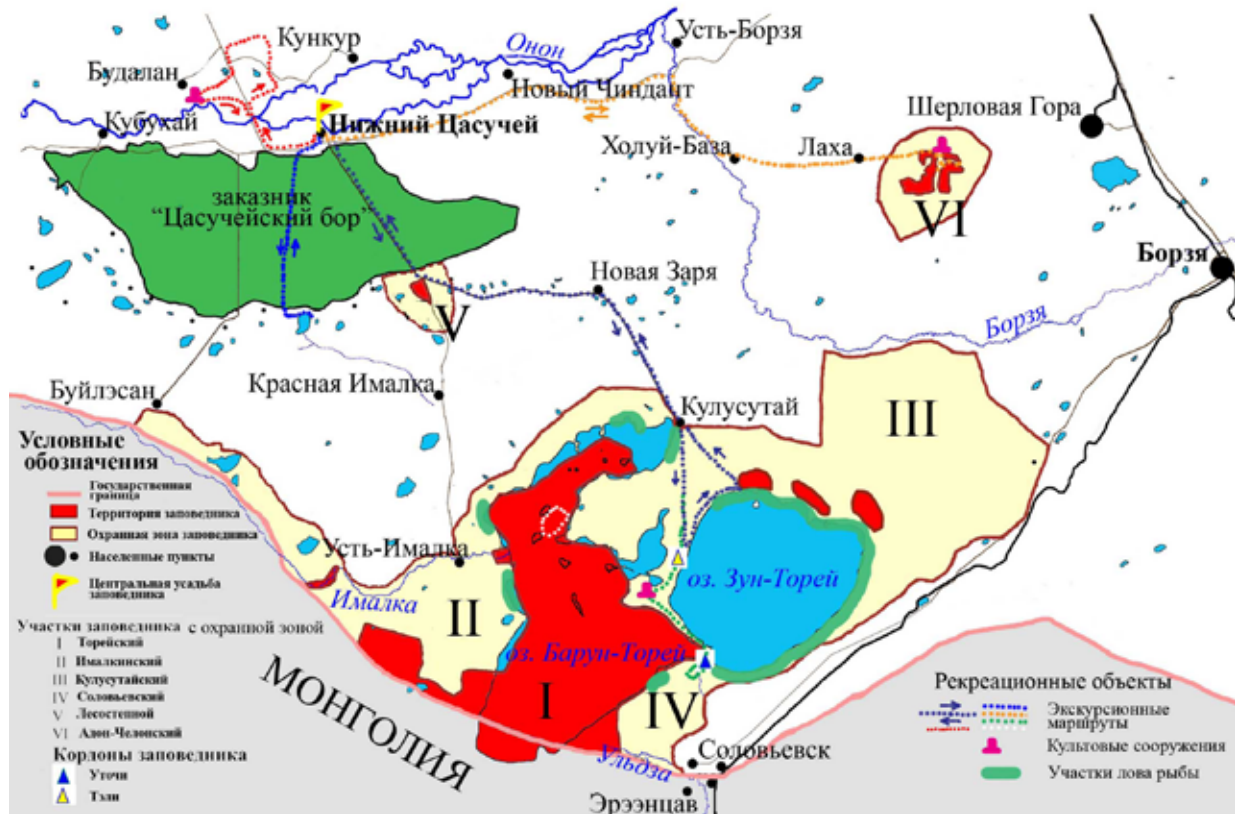 Усть-Борзя
Кункур
Онон
Будалан
Новый Чиндант
Шерловая Гора
Кубухай
Нижний Цасучей
Холуй-База
Лаха
заказник
“Цасучейский бор”
VI
Борзя
Новая Заря
V
Борзя
Буйлэсан
Красная Ималка
Кулусутай
III
Условные
обозначения
Государственная
граница
Территория заповедника
Охранная зона заповедника
Населенные пункты
Центральная усадьба
заповедника
Участки заповедника с охранной зоной
I Торейский
II Ималкинский
III Кулусутайский
IV Соловьевский
V Лесостепной
VI Адон-Челонский
Кордоны заповедника
Уточи
Тэли
Усть-Ималка
Ималка
II
оз. Зун-Торей
оз. Барун-Торей
МОНГОЛИЯ
I
IV
Соловьевск
Ульдза
Эрээнцав
Рекреационные объекты
Экскурсионные
маршруты
Культовые сооружения
Участки лова рыбы